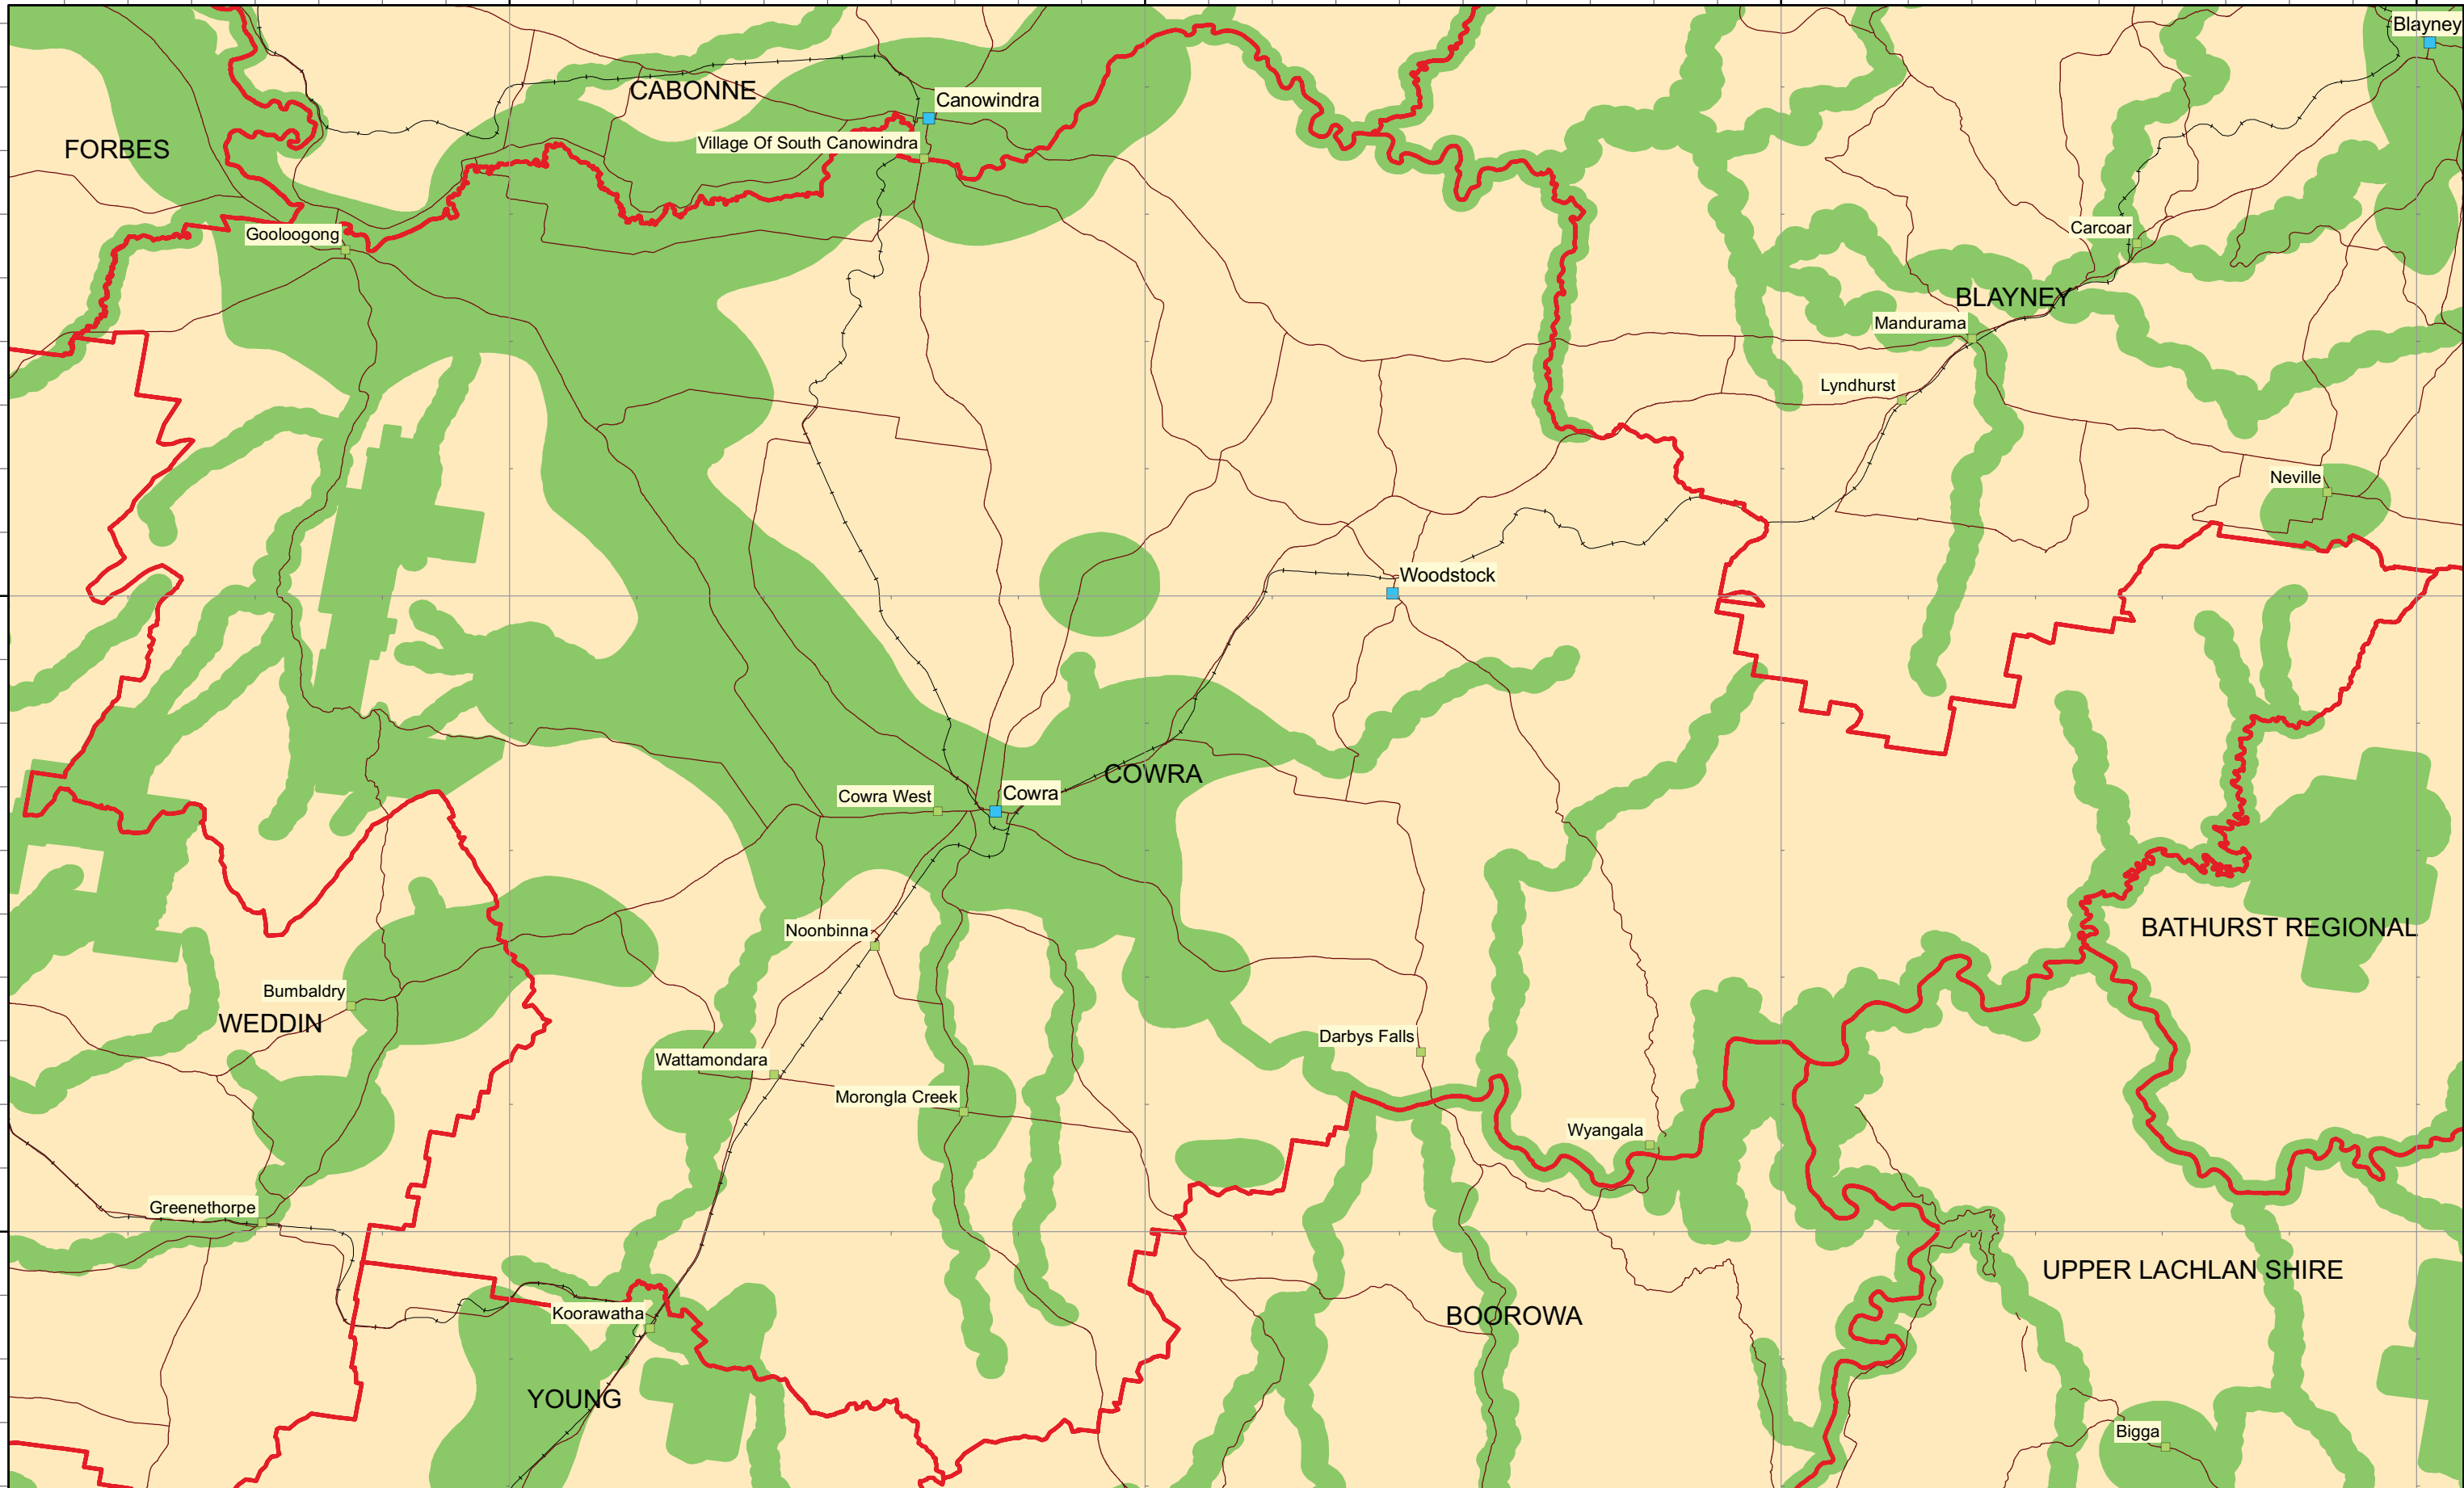 Blayney
CABONNE
Canowindra
FORBES
Village Of South Canowindra
Gooloogong
Carcoar
BLAYNEY
Mandurama
Lyndhurst
Neville
Woodstock
COWRA
Cowra West
Cowra
Noonbinna
BATHURST REGIONAL
Bumbaldry
WEDDIN
Darbys Falls
Wattamondara
Morongla Creek
Wyangala
Greenethorpe
UPPER LACHLAN SHIRE
Koorawatha
BOOROWA
YOUNG
Bigga